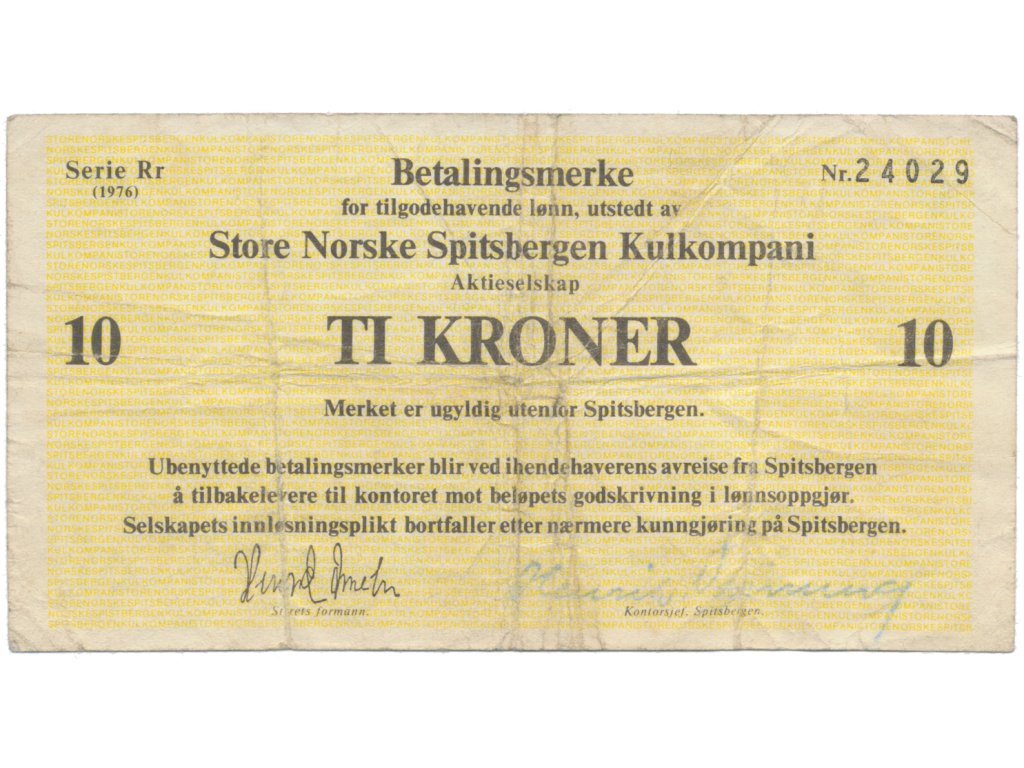 Serie Rr
(1976)
Betalingsmerke
Nr. 24029
for tilgodehavende lønn, utstedt av
Store Norske Spitsbergen Kulkompani
Aktieselskap
10 TI KRONER 10
Merket er ugyldig utenfor Spitsbergen.
Ubenyttede betalingsmerker blir ved ihendehaverens avreise fra Spitsbergen
å tilbakelevere til kontoret mot beløpets godskrivning i lønnsoppgjør.
Selskapets innløsningsplikt bortfaller etter nærmere kunngjøring på Spitsbergen.
Styrets formann.
Kontorsjef. Spitsbergen.